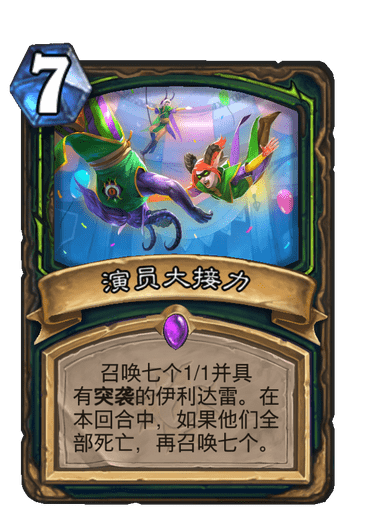 7
演员大接力
召唤七个1/1并具
有突袭的伊利达雷。在
本回合中，如果他们全
部死亡，再召唤七个。